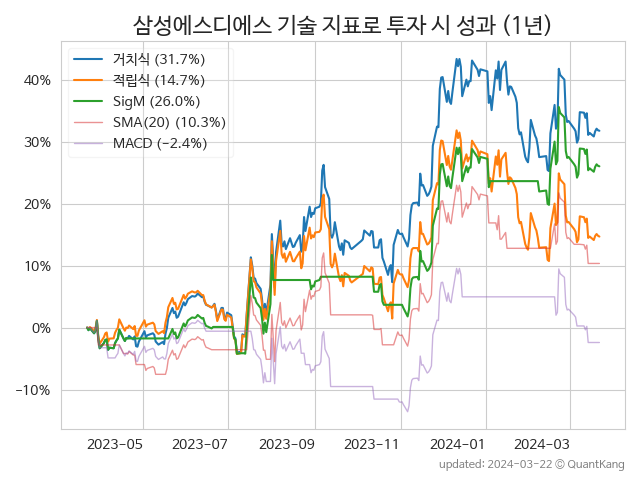 삼성에스디에스 기술 지표로 투자 시 성과 (1년)
거치식 (31.7%)
적립식 (14.7%)
SigM (26.0%)
SMA(20) (10.3%)
MACD (−2.4%)
40%
30%
20%
10%
0%
−10%
2023-05 2023-07 2023-09 2023-11 2024-01 2024-03
updated: 2024-03-22 © QuantKang